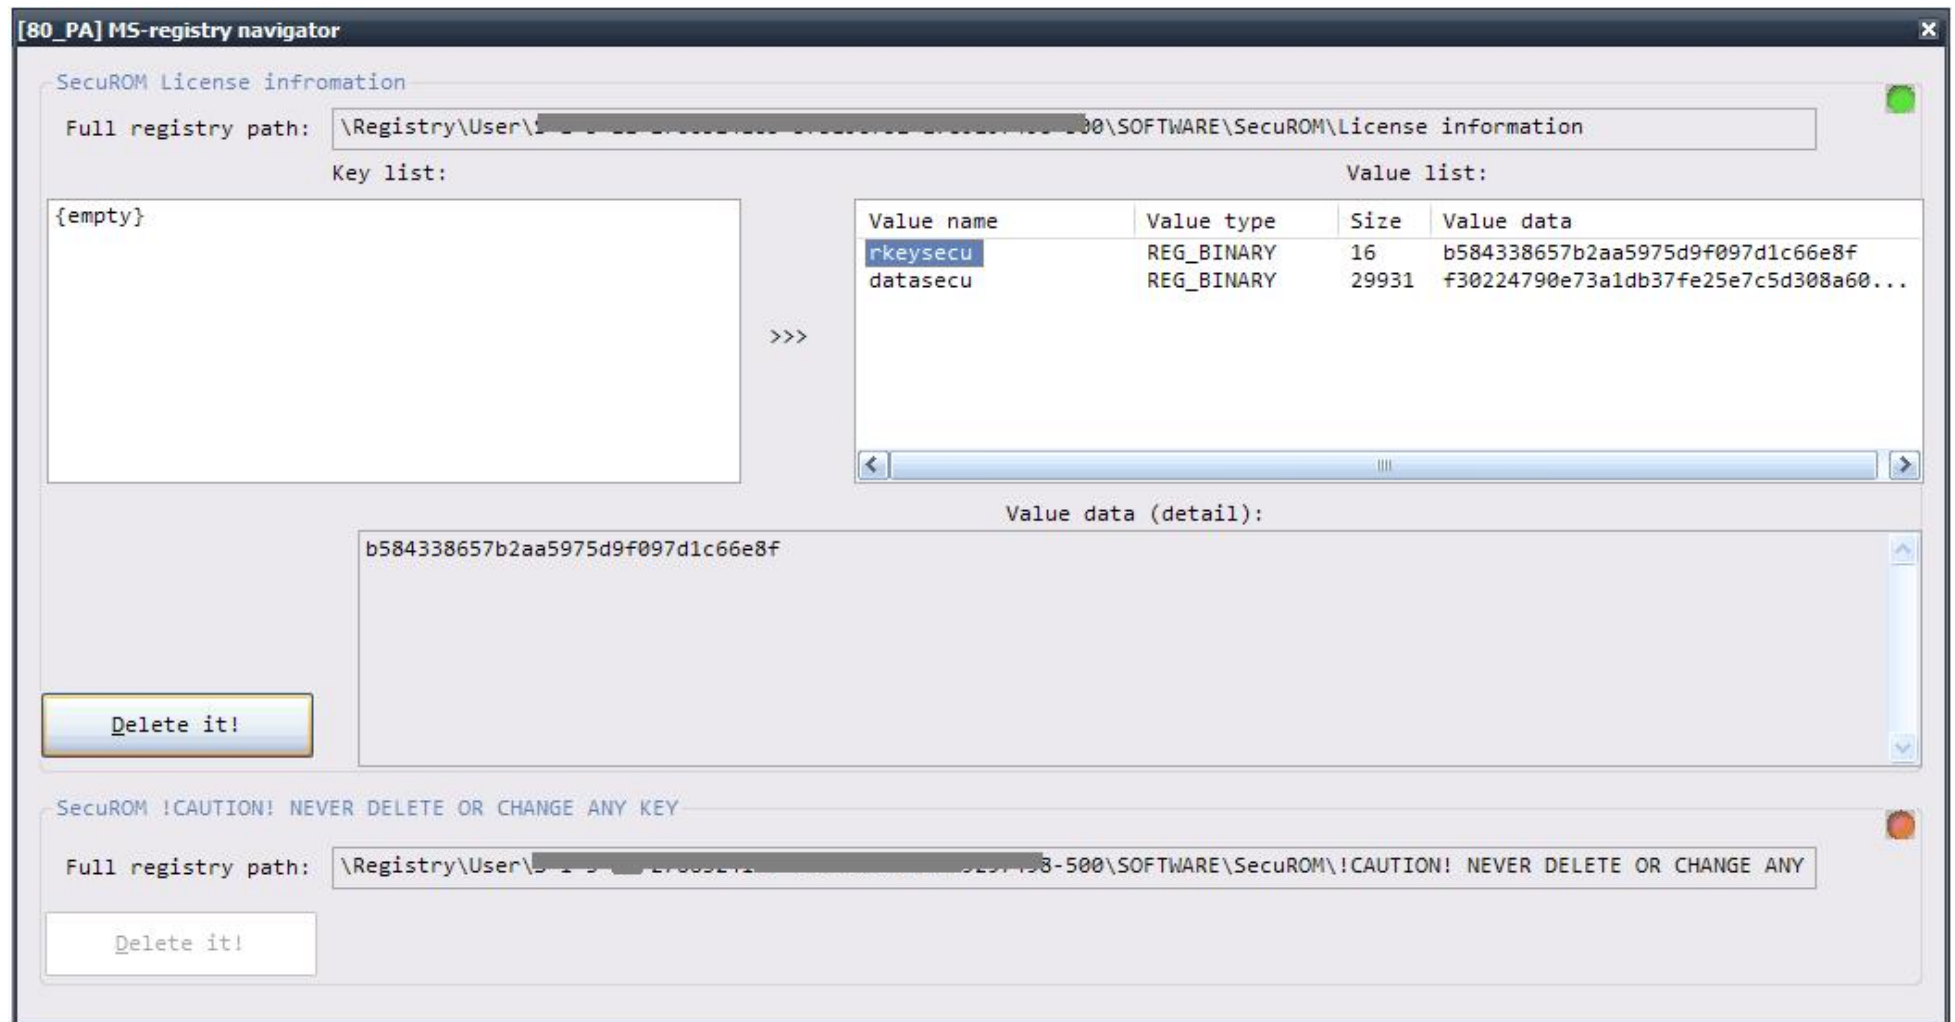 [80_PA] MS-registry navigator
SecuROM License infromation
Full registry path: \Registry\User\ 00\SOFTWARE\SecuROM\License information
Key list:
Value list:
{empty}
Value name Value type Size Value data
rkeysecu REG_BINARY 16 b584338657b2aa5975d9f097d1c66e8f
datasecu REG_BINARY 29931 f30224790e73a1db37fe25e7c5d308a60...
>>>
Value data (detail):
b584338657b2aa5975d9f097d1c66e8f
Delete it!
SecuROM !CAUTION! NEVER DELETE OR CHANGE ANY KEY
Full registry path: \Registry\User\ 8-500\SOFTWARE\SecuROM\!CAUTION! NEVER DELETE OR CHANGE ANY
Delete it!